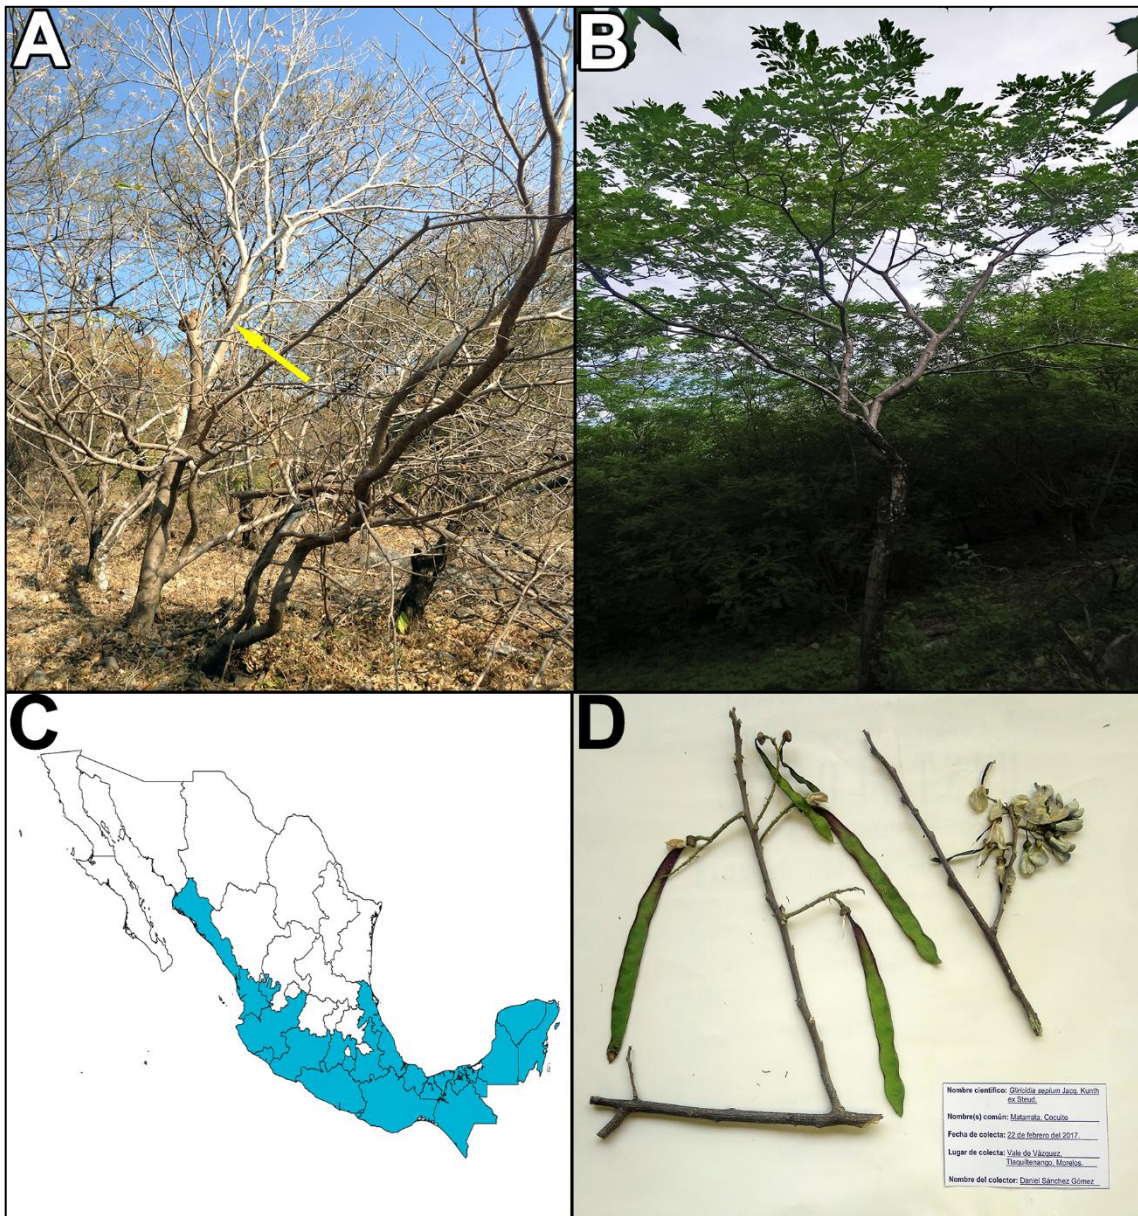 A
B
C
D
Nombre científico: Gliricidia sepium Jacq. Kunth
ex Steud.
Nombre(s) común: Matarrata, Cocuite
Fecha de colecta: 22 de febrero del 2017.
Lugar de colecta: Vale de Vázquez,
Tlaquiltenango, Morelos.
Nombre del colector: Daniel Sánchez Gómez